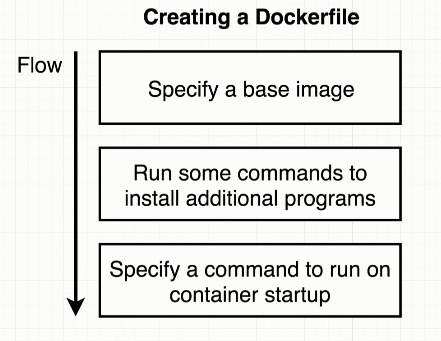 Creating a Dockerfile
Flow
Specify a base image
Run some commands to
install additional programs
Specify a command to run on
container startup